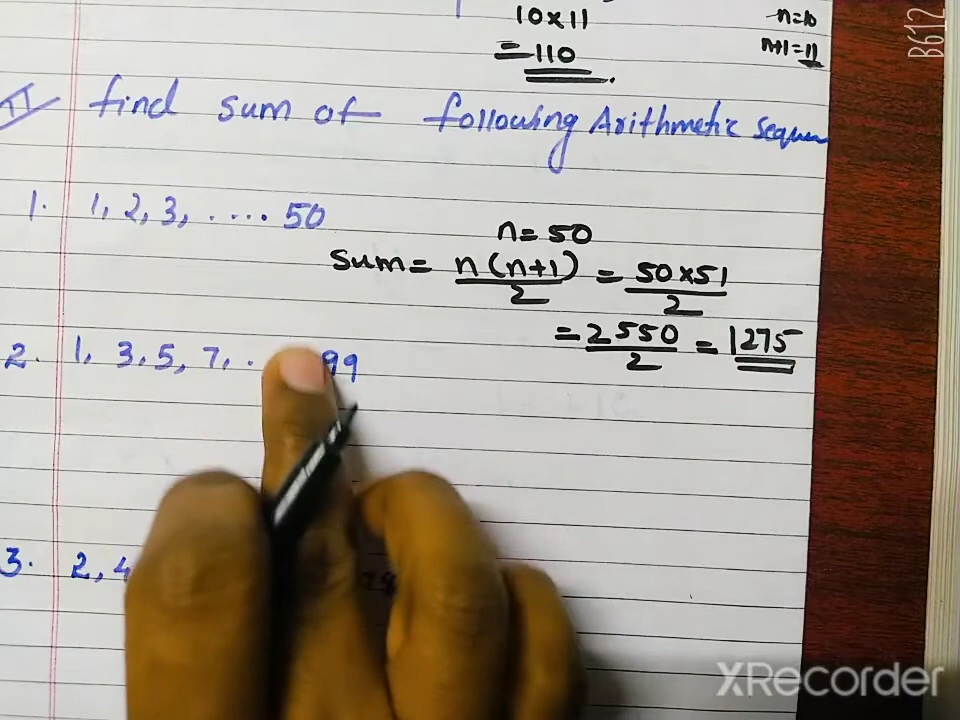 10×11
= 110
n=10
n+1=11
II find sum of following Arithmetic
1. 1, 2, 3, .... 50
n = 50
Sum = n(n+1)/2 = 50×51/2
= 2550/2 = 1275
2. 1, 3, 5, 7, .. 99
3. 2, 4
B612
XRecorder